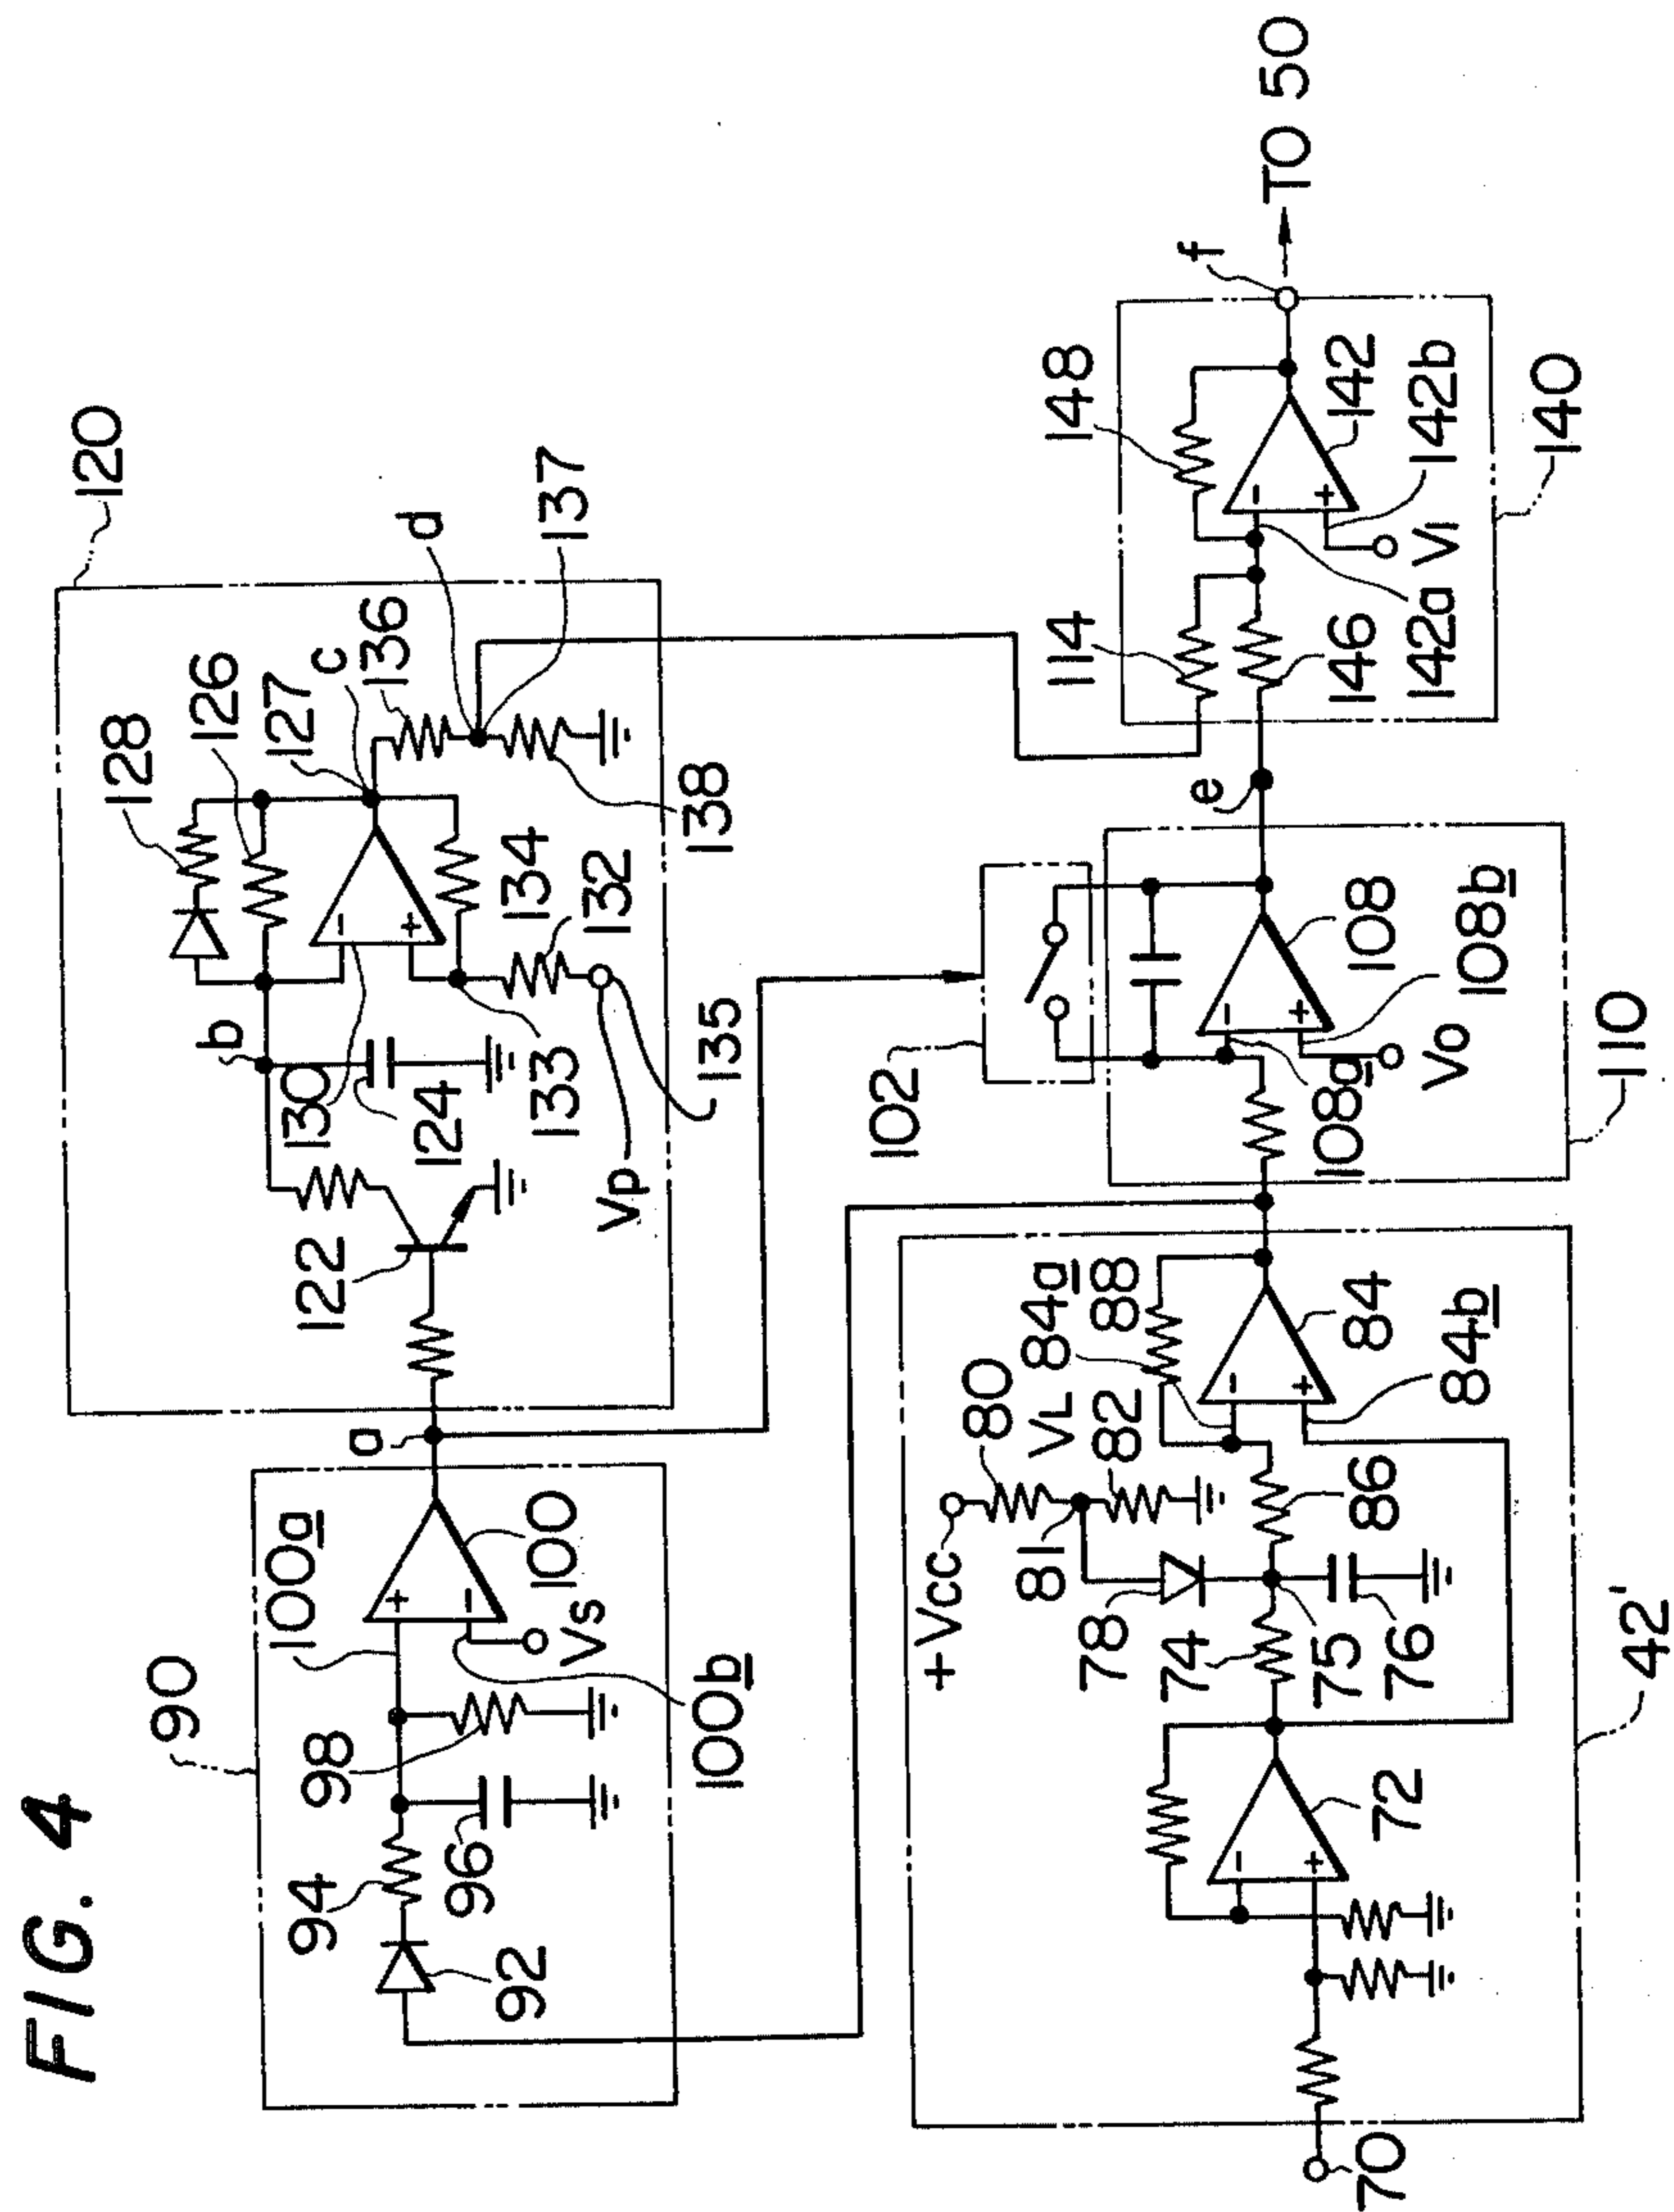 FIG. 4
90
94
92
96
98
100a
100
100b
Vs
a
120
122
b
130
124
128
126
127
c
136
d
137
133
134
132
135
138
Vp
70
72
42'
+Vcc
80
81
VL
82
78
74
75
76
86
84a
88
84
84b
102
108a
108
108b
Vo
110
e
114
146
148
142
142a
142b
V1
140
f
TO 50
+
−
−
+
−
+
−
+
−
+
−
+